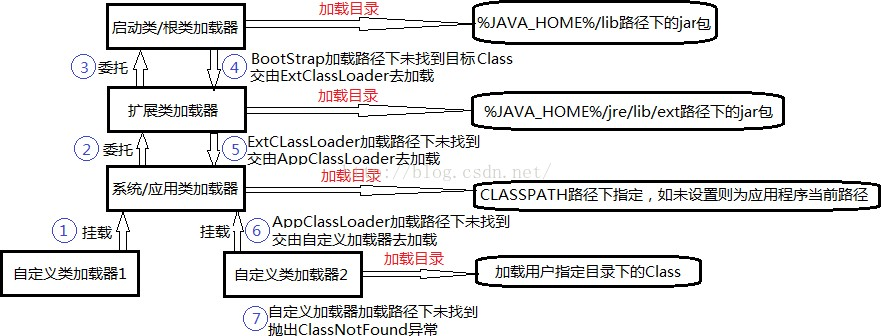 加载目录
启动类/根类加载器
%JAVA_HOME%/lib路径下的jar包
③ 委托
④ BootStrap加载路径下未找到目标Class
交由ExtClassLoader去加载
加载目录
扩展类加载器
%JAVA_HOME%/jre/lib/ext路径下的jar包
② 委托
⑤ ExtCLassLoader加载路径下未找到
交由AppClassLoader去加载
http://blog.csdn.net/
加载目录
系统/应用类加载器
CLASSPATH路径下指定，如未设置则为应用程序当前路径
① 挂载
挂载
⑥ AppClassLoader加载路径下未找到
交由自定义加载器去加载
加载目录
自定义类加载器1
自定义类加载器2
加载用户指定目录下的Class
⑦ 自定义加载器加载路径下未找到
抛出ClassNotFound异常